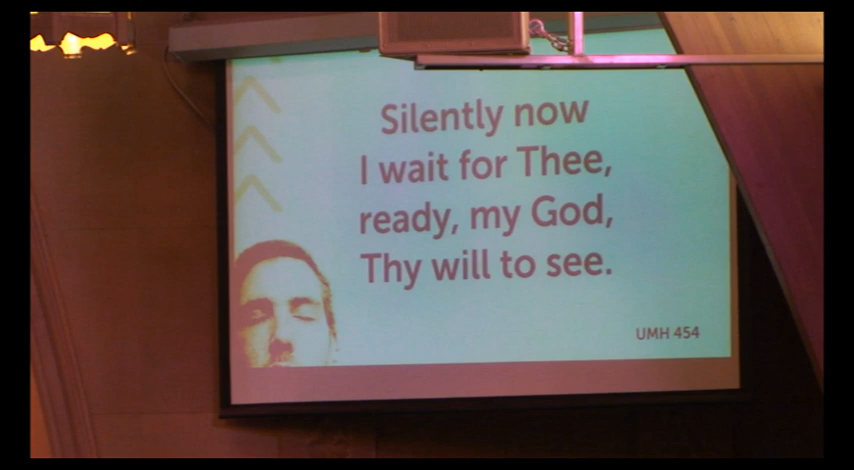 Silently now
I wait for Thee,
ready, my God,
Thy will to see.
UMH 454